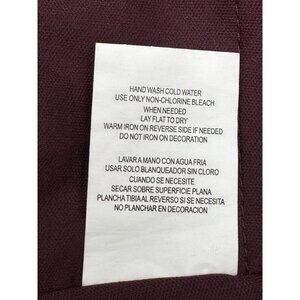 HAND WASH COLD WATER
USE ONLY NON-CHLORINE BLEACH
WHEN NEEDED
LAY FLAT TO DRY
WARM IRON ON REVERSE SIDE IF NEEDED
DO NOT IRON ON DECORATION
LAVAR A MANO CON AGUA FRIA
USAR SOLO BLANQUEADOR SIN CLORO
CUANDO SE NECESITE
SECAR SOBRE SUPERFICIE PLANA
PLANCHA TIBIA AL REVERSO SI SE NECESITE
NO PLANCHAR EN DECORACION